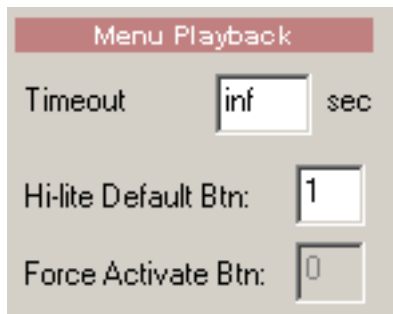 Menu Playback
Timeout inf sec
Hi-lite Default Btn: 1
Force Activate Btn: 0